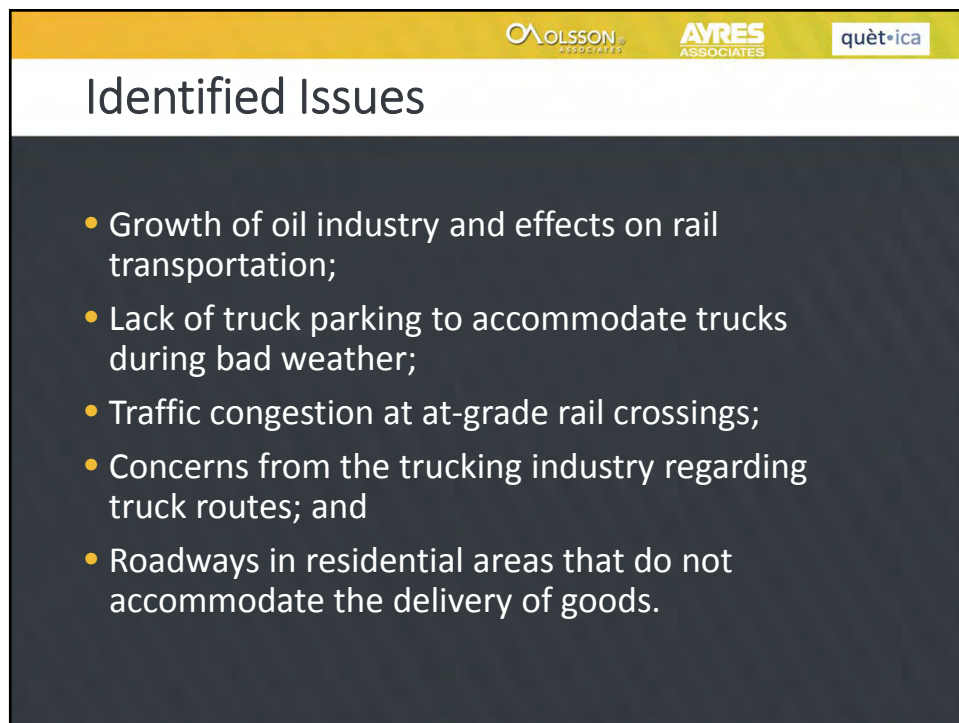 OLSSON®
ASSOCIATES
AYRES
ASSOCIATES
quèt•ica
Identified Issues
• Growth of oil industry and effects on rail
transportation;
• Lack of truck parking to accommodate trucks
during bad weather;
• Traffic congestion at at-grade rail crossings;
• Concerns from the trucking industry regarding
truck routes; and
• Roadways in residential areas that do not
accommodate the delivery of goods.